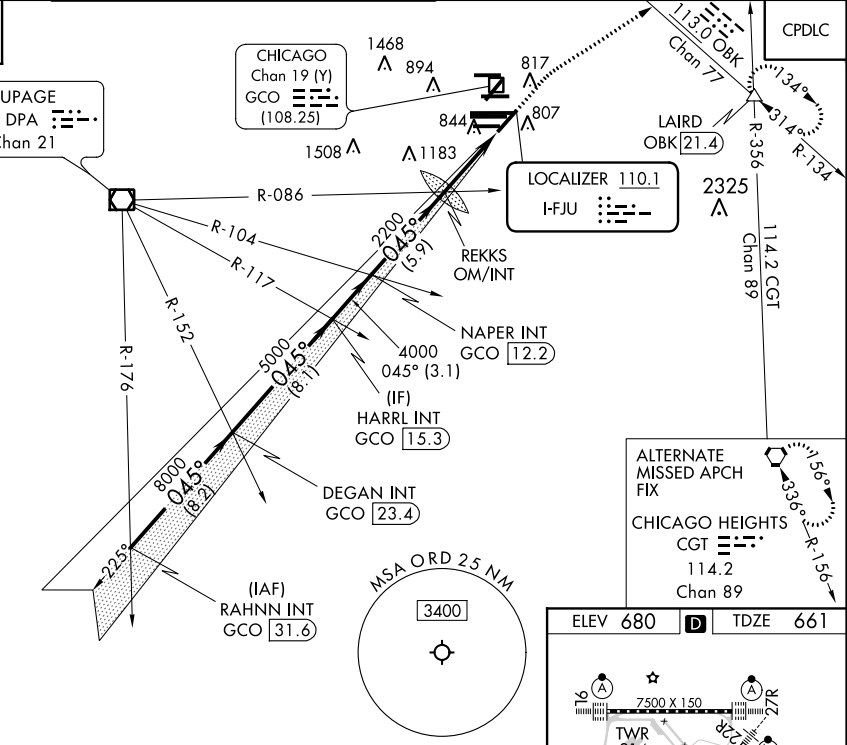 113.0 OBK
Chan 77
CPDLC
CHICAGO
Chan 19 (Y)
GCO
(108.25)
1468
894
817
844
807
1508
1183
UPAGE
DPA
Chan 21
LAIRD
OBK 21.4
134°
314°
R-134
R-356
2325
114.2 CGT
Chan 89
LOCALIZER 110.1
I-FJU
R-086
R-104
R-117
R-152
R-176
2200
045°
(5.9)
REKKS
OM/INT
NAPER INT
GCO 12.2
4000
045° (3.1)
5000
045°
(8.1)
(IF)
HARRL INT
GCO 15.3
8000
045°
(8.2)
DEGAN INT
GCO 23.4
225°
(IAF)
RAHNN INT
GCO 31.6
MSA ORD 25 NM
3400
ALTERNATE
MISSED APCH
FIX
CHICAGO HEIGHTS
CGT
114.2
Chan 89
156°
336°
R-156
ELEV 680 D TDZE 661
A
A
7500 X 150
27R
22R
TWR